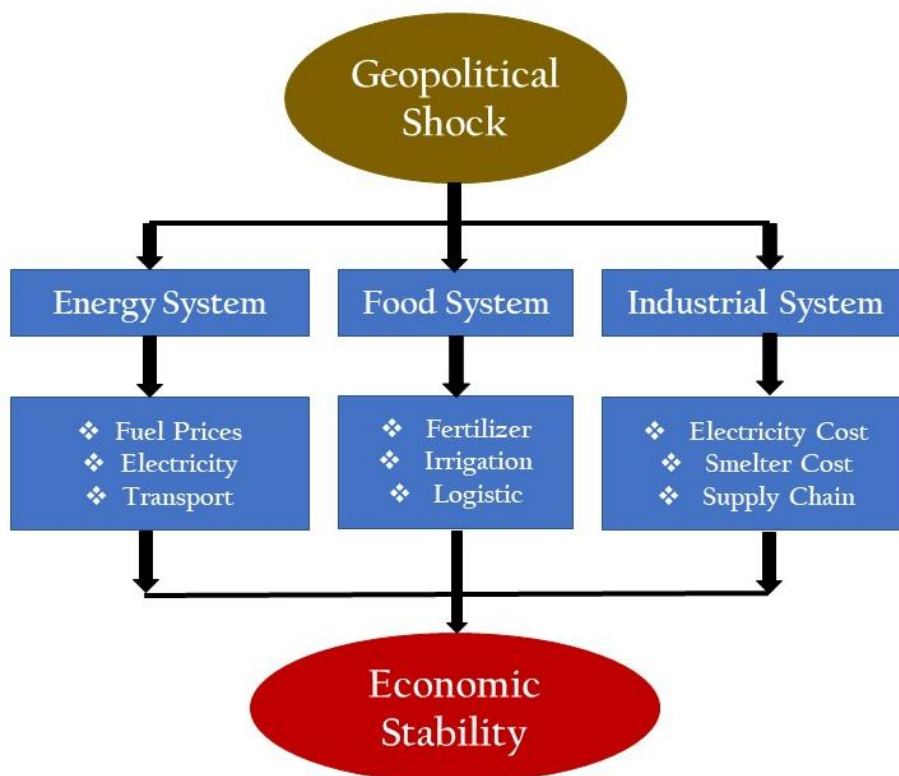 Geopolitical
Shock
Energy System
Food System
Industrial System
❖ Fuel Prices
❖ Electricity
❖ Transport
❖ Fertilizer
❖ Irrigation
❖ Logistic
❖ Electricity Cost
❖ Smelter Cost
❖ Supply Chain
Economic
Stability